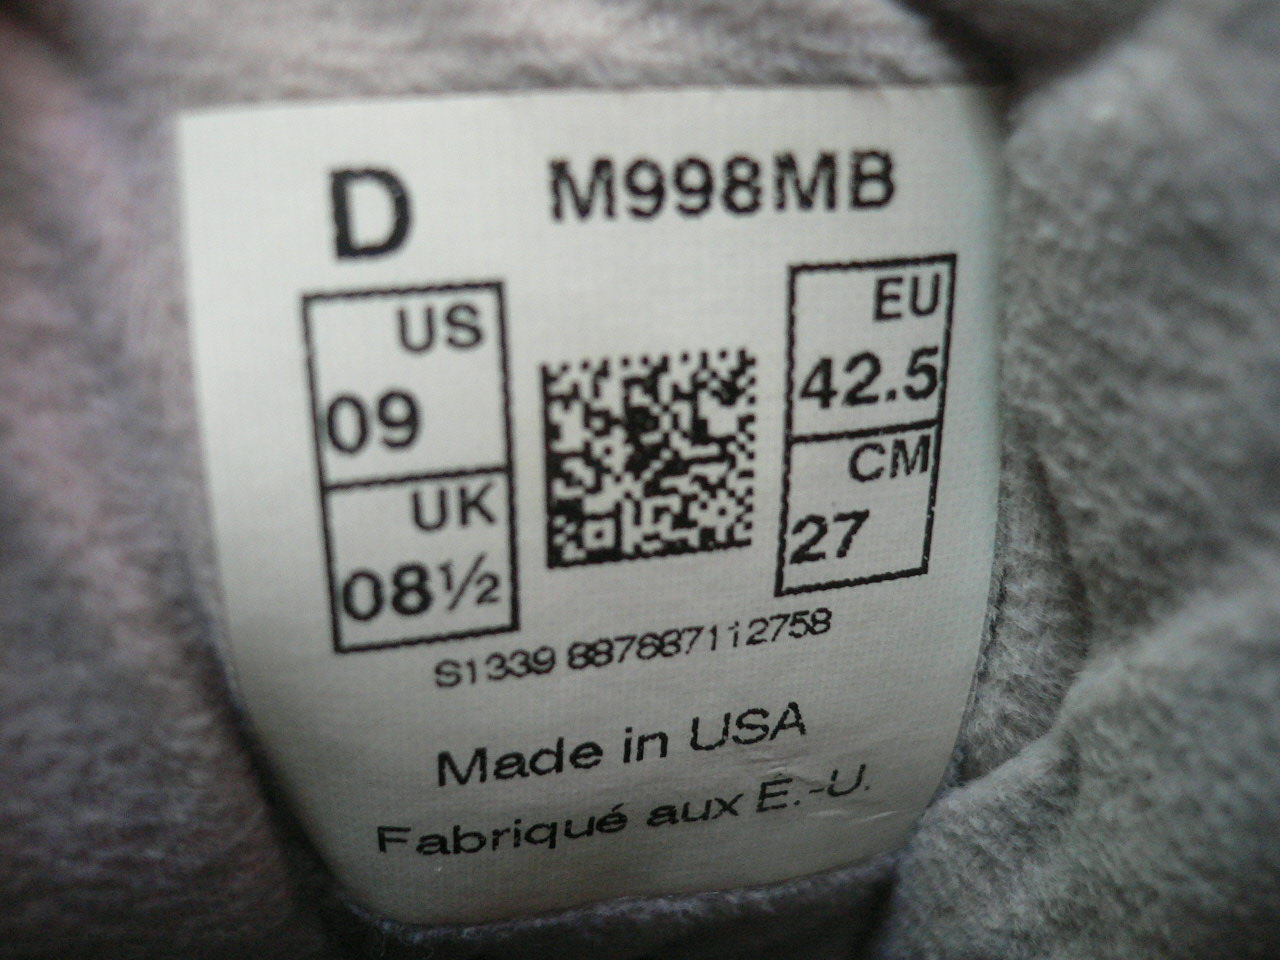 D M998MB
US EU
09 42.5
UK CM
08½ 27
S1339 887687112758
Made in USA
Fabriqué aux É.-U.